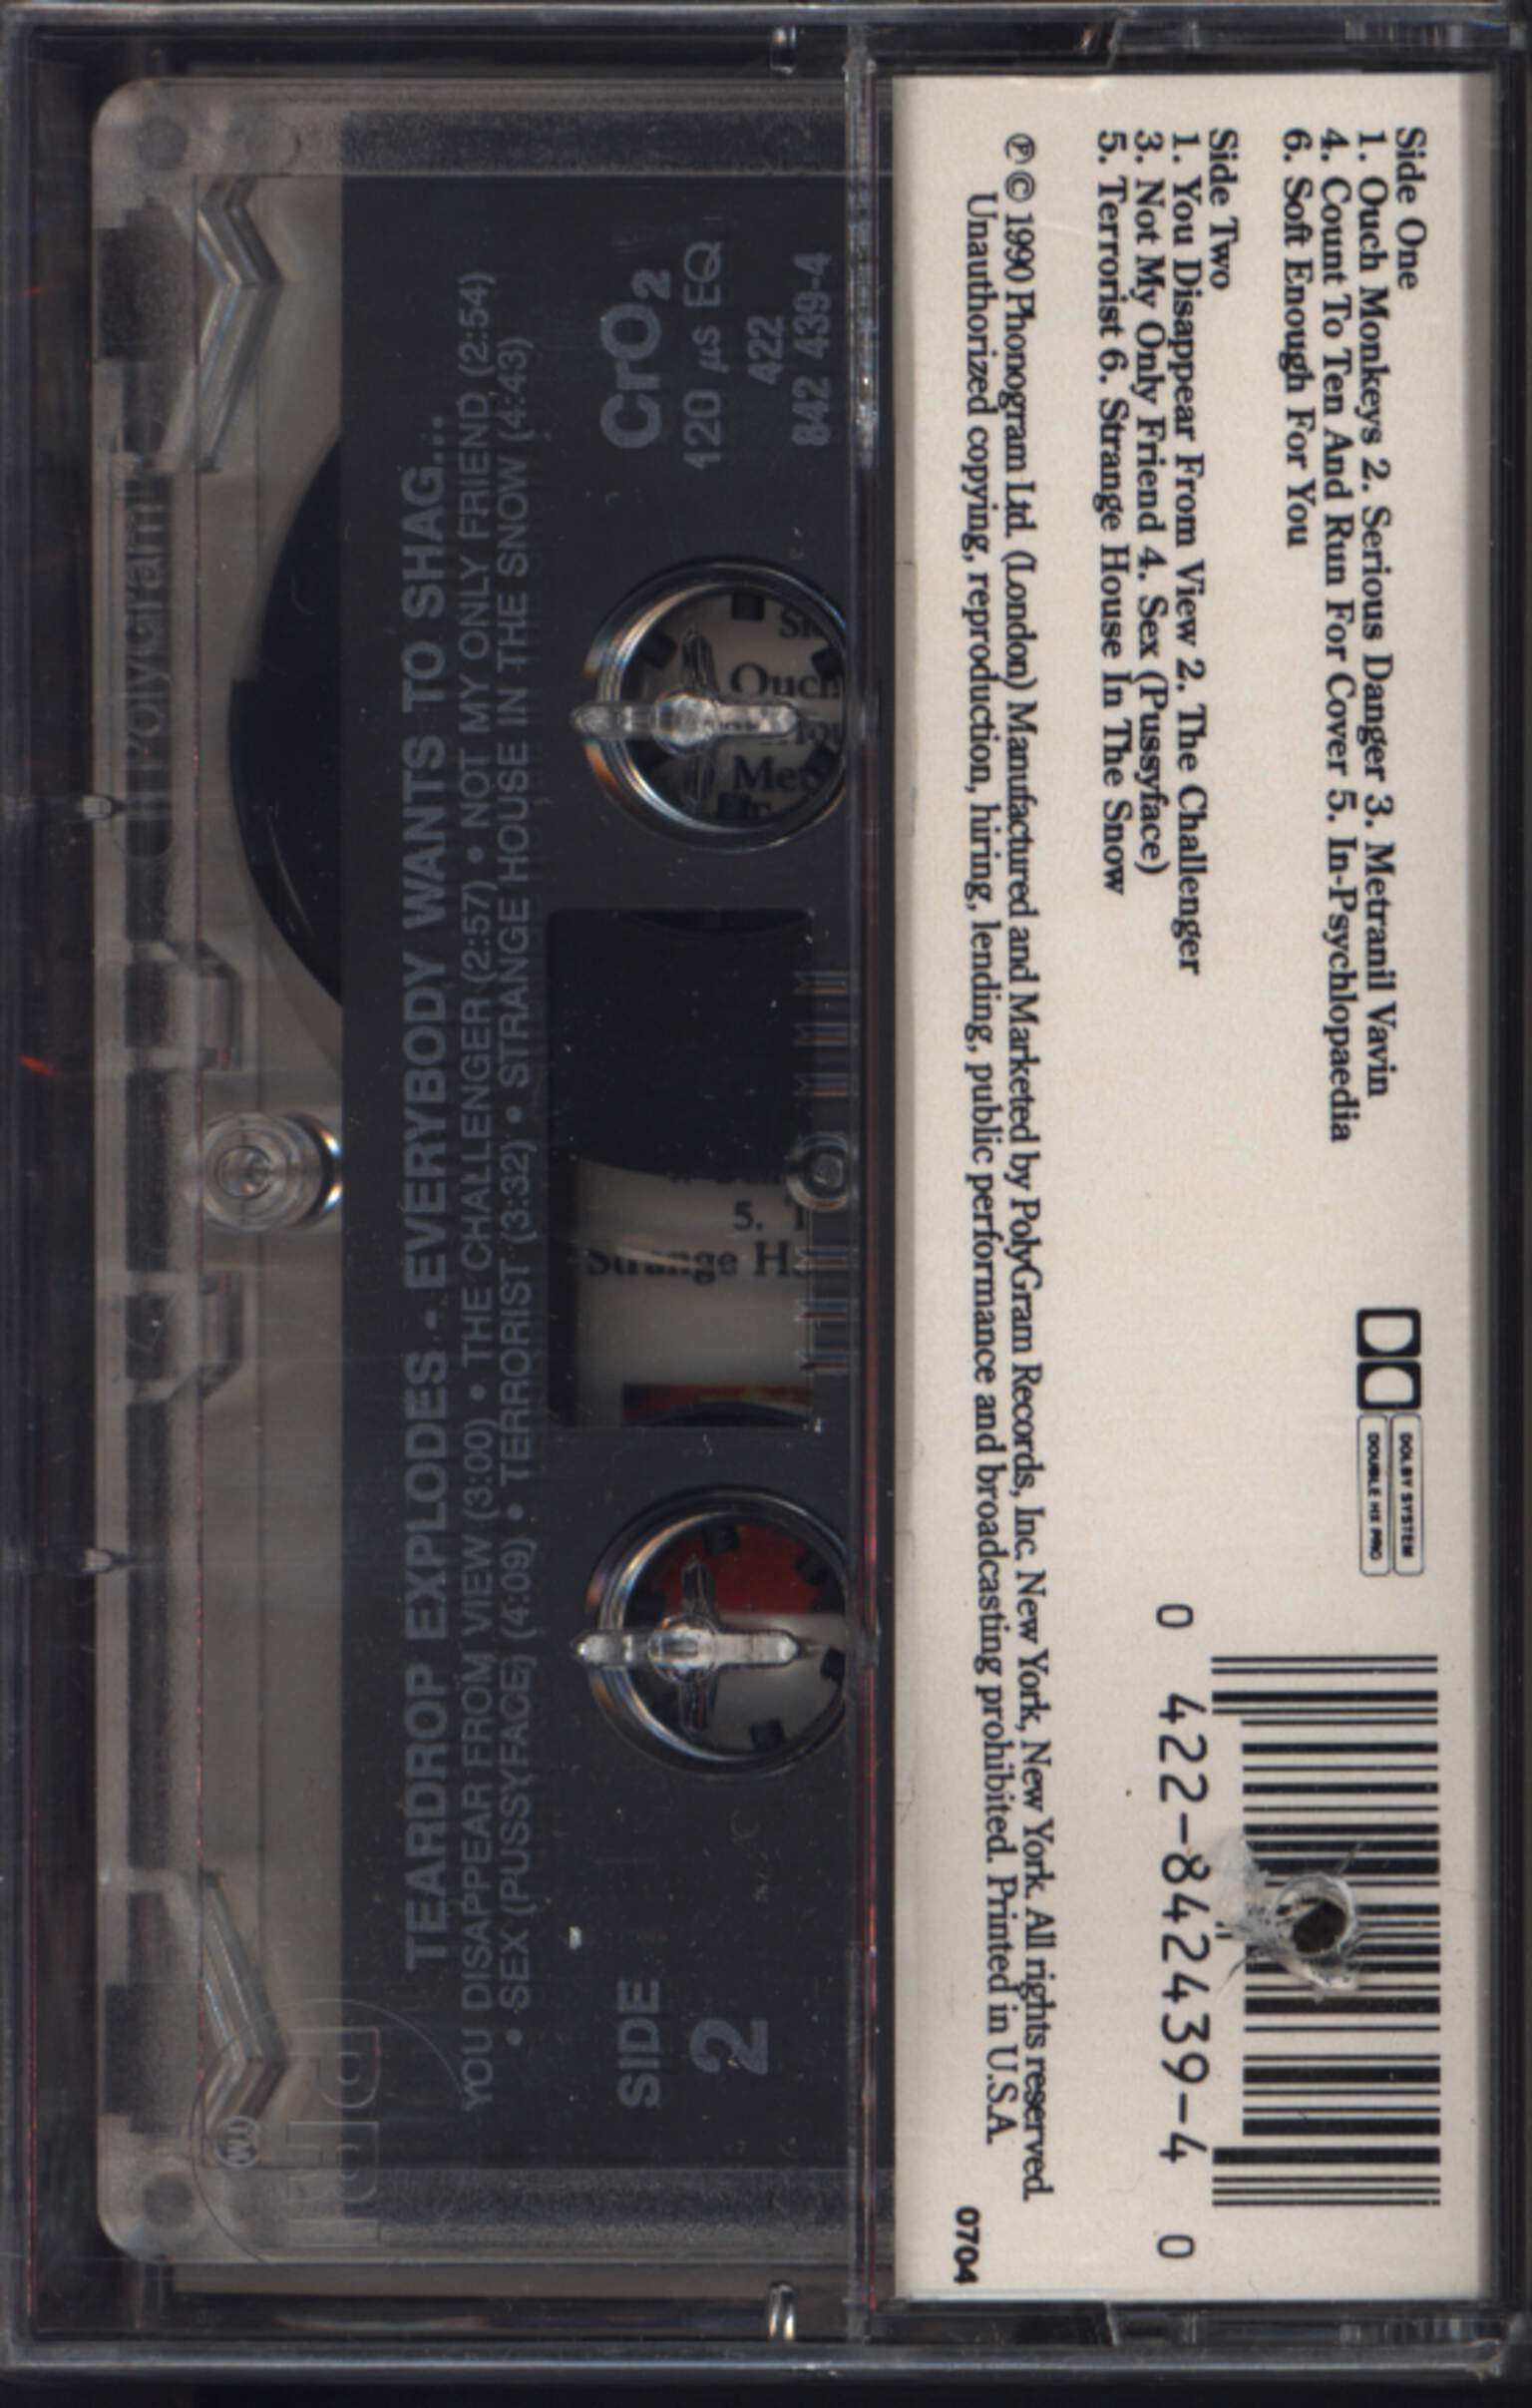 Side One
1. Ouch Monkeys 2. Serious Danger 3. Metranil Vavin
4. Count To Ten And Run For Cover 5. In-Psychlopaedia
6. Soft Enough For You
Side Two
1. You Disappear From View 2. The Challenger
3. Not My Only Friend 4. Sex (Pussyface)
5. Terrorist 6. Strange House In The Snow
℗ © 1990 Phonogram Ltd. (London) Manufactured and Marketed by PolyGram Records, Inc. New York, New York. All rights reserved.
Unauthorized copying, reproduction, hiring, lending, public performance and broadcasting prohibited. Printed in U.S.A.
DOLBY SYSTEM
DOUBLE HX PRO
0 422-842439-4 0
0704
CrO2
120 µs EQ
422
842 439-4
SIDE
2
Ouch
5.
Strange
TEARDROP EXPLODES - EVERYBODY WANTS TO SHAG...
YOU DISAPPEAR FROM VIEW (3:00) • THE CHALLENGER (2:57) • NOT MY ONLY FRIEND (2:54)
• SEX (PUSSYFACE) (4:09) • TERRORIST (3:32) • STRANGE HOUSE IN THE SNOW (4:43)
PolyGram
TM